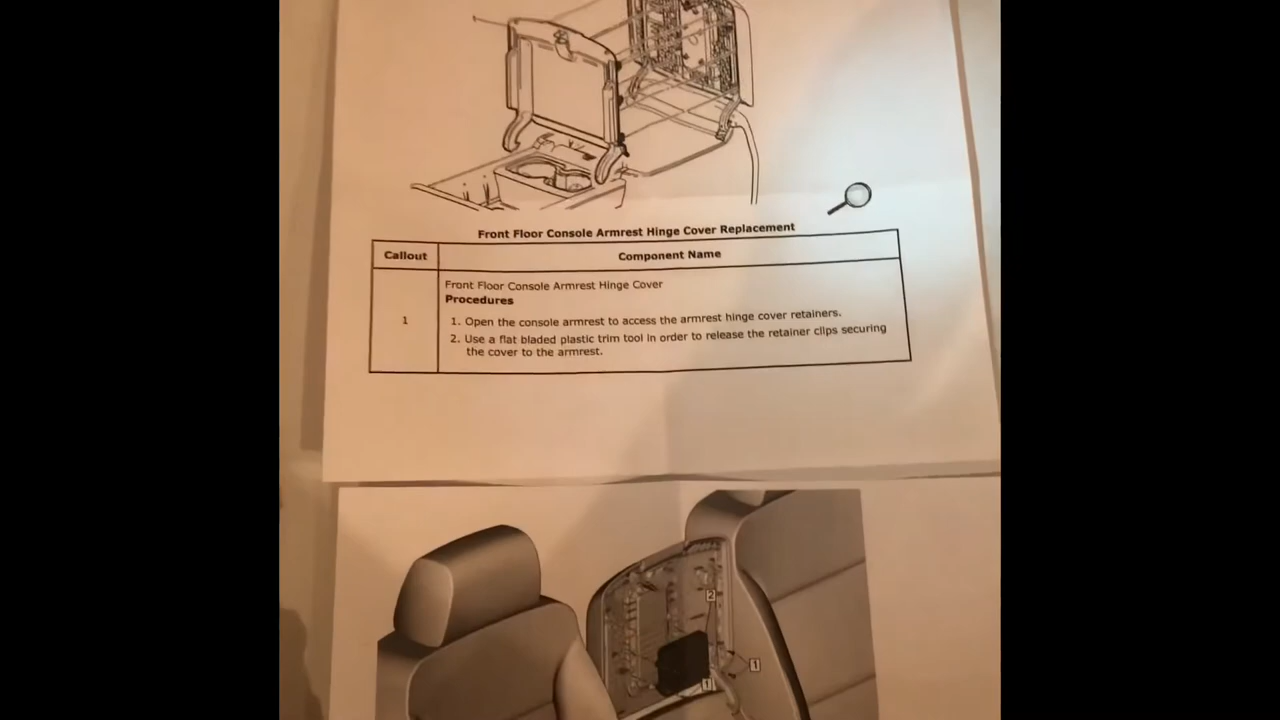 Front Floor Console Armrest Hinge Cover Replacement
Callout
Component Name
1
Front Floor Console Armrest Hinge Cover
Procedures
1. Open the console armrest to access the armrest hinge cover retainers.
2. Use a flat bladed plastic trim tool in order to release the retainer clips securing
the cover to the armrest.
2
1
1